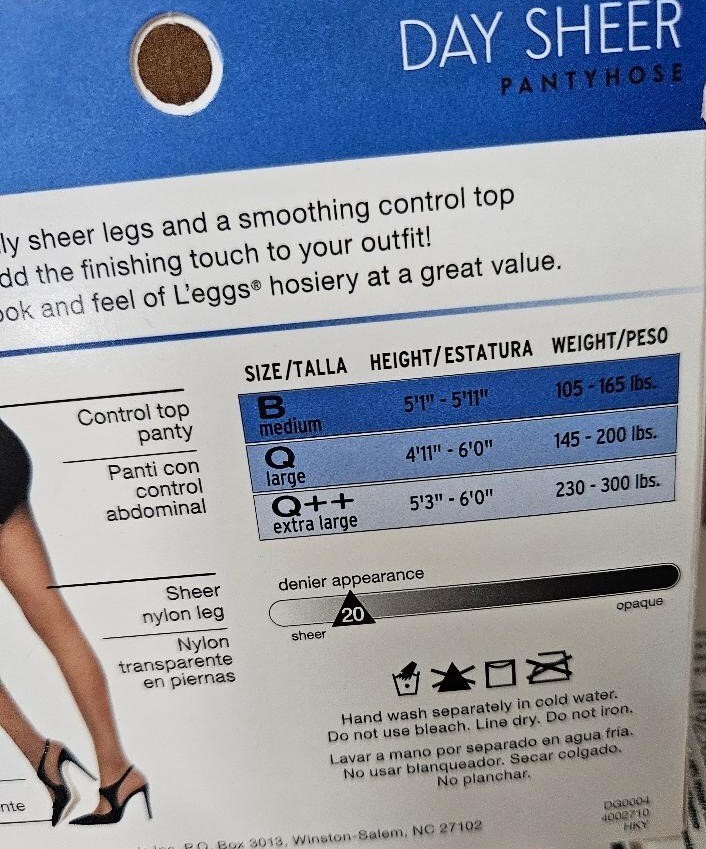 DAY SHEER
PANTYHOSE
ly sheer legs and a smoothing control top
dd the finishing touch to your outfit!
ook and feel of L'eggs® hosiery at a great value.
SIZE/TALLA HEIGHT/ESTATURA WEIGHT/PESO
B medium 5'1" - 5'11" 105 - 165 lbs.
Q large 4'11" - 6'0" 145 - 200 lbs.
Q++ extra large 5'3" - 6'0" 230 - 300 lbs.
Control top
panty
Panti con
control
abdominal
Sheer
nylon leg
Nylon
transparente
en piernas
denier appearance
20
sheer
opaque
Hand wash separately in cold water.
Do not use bleach. Line dry. Do not iron.
Lavar a mano por separado en agua fría.
No usar blanqueador. Secar colgado.
No planchar.
nte
DG0004
4002710
HKY
P.O. Box 3013, Winston-Salem, NC 27102